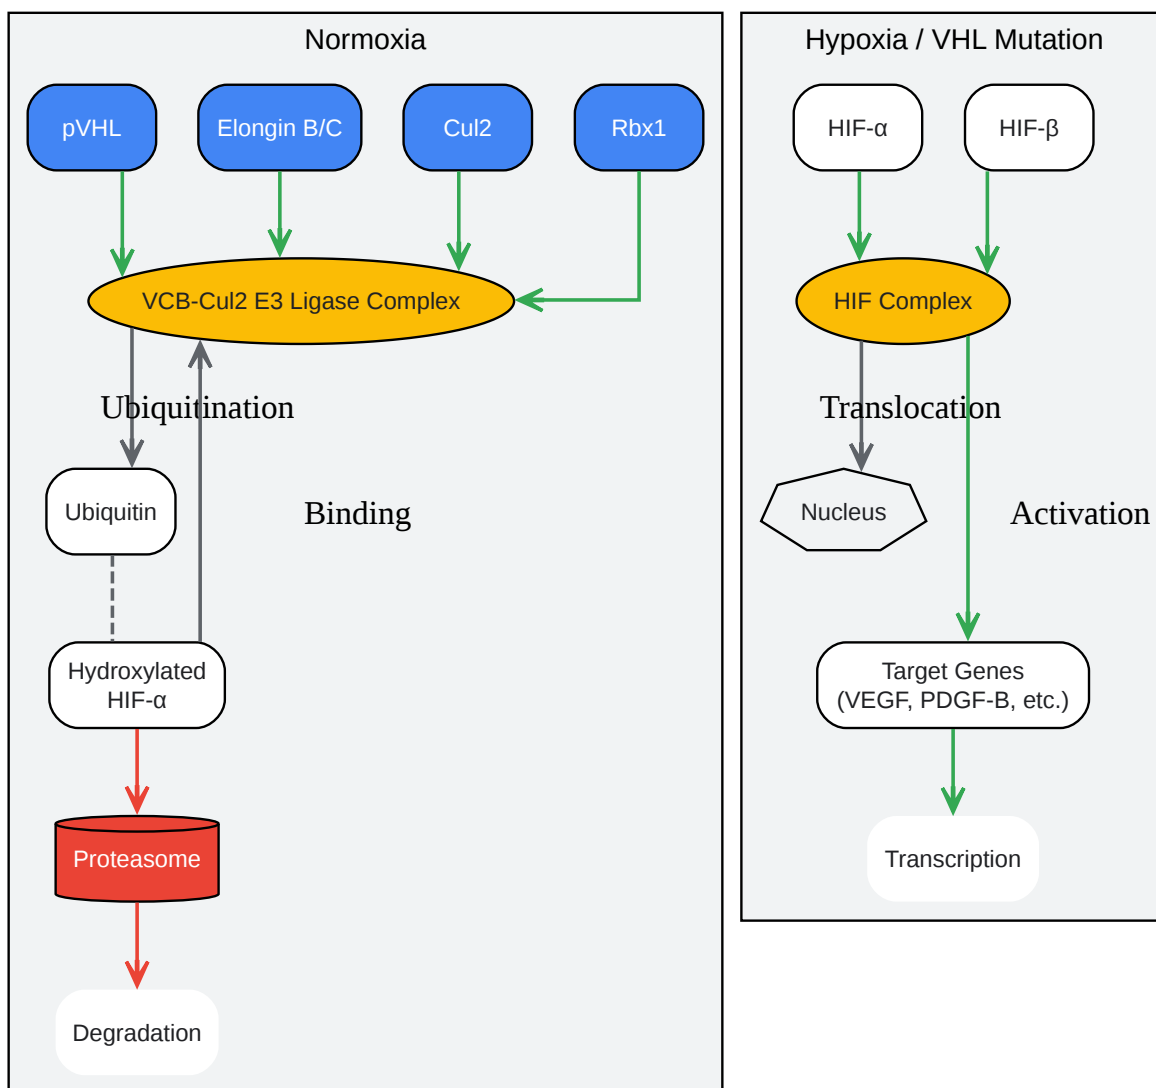 Normoxia
pVHL
Elongin B/C
Cul2
Rbx1
VCB-Cul2 E3 Ligase Complex
Ubiquitination
Ubiquitin
Binding
Hydroxylated
HIF-α
Proteasome
Degradation
Hypoxia / VHL Mutation
HIF-α
HIF-β
HIF Complex
Translocation
Nucleus
Activation
Target Genes
(VEGF, PDGF-B, etc.)
Transcription